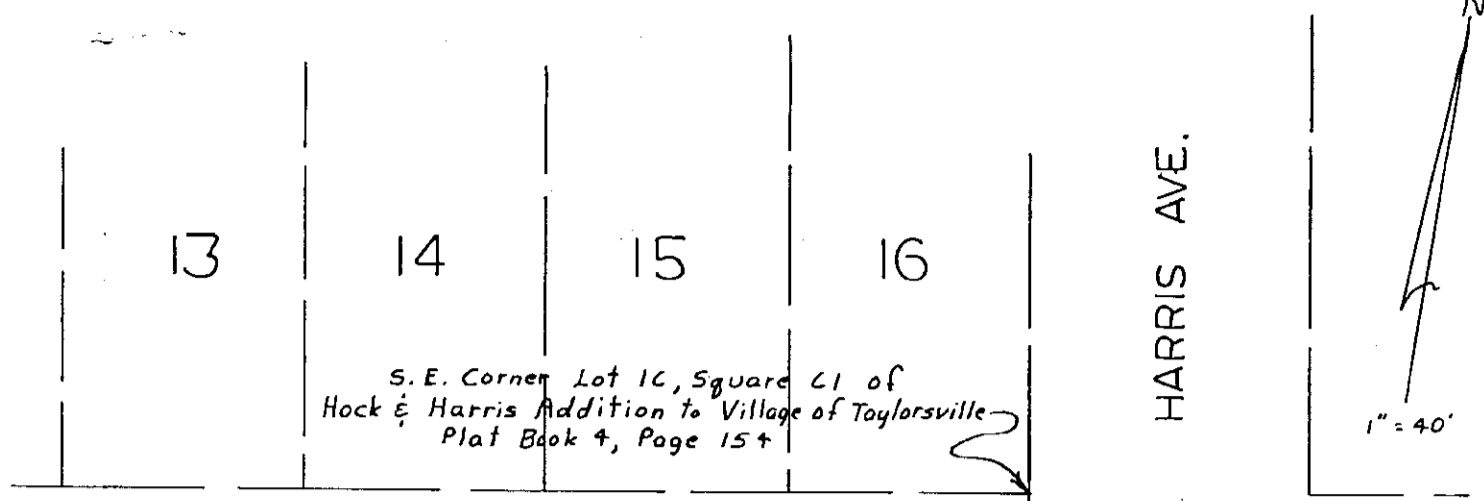 N
13
14
15
16
HARRIS AVE.
S. E. Corner Lot 16, Square C1 of
Hock & Harris Addition to Village of Taylorsville
Plat Book 4, Page 154
1" = 40'